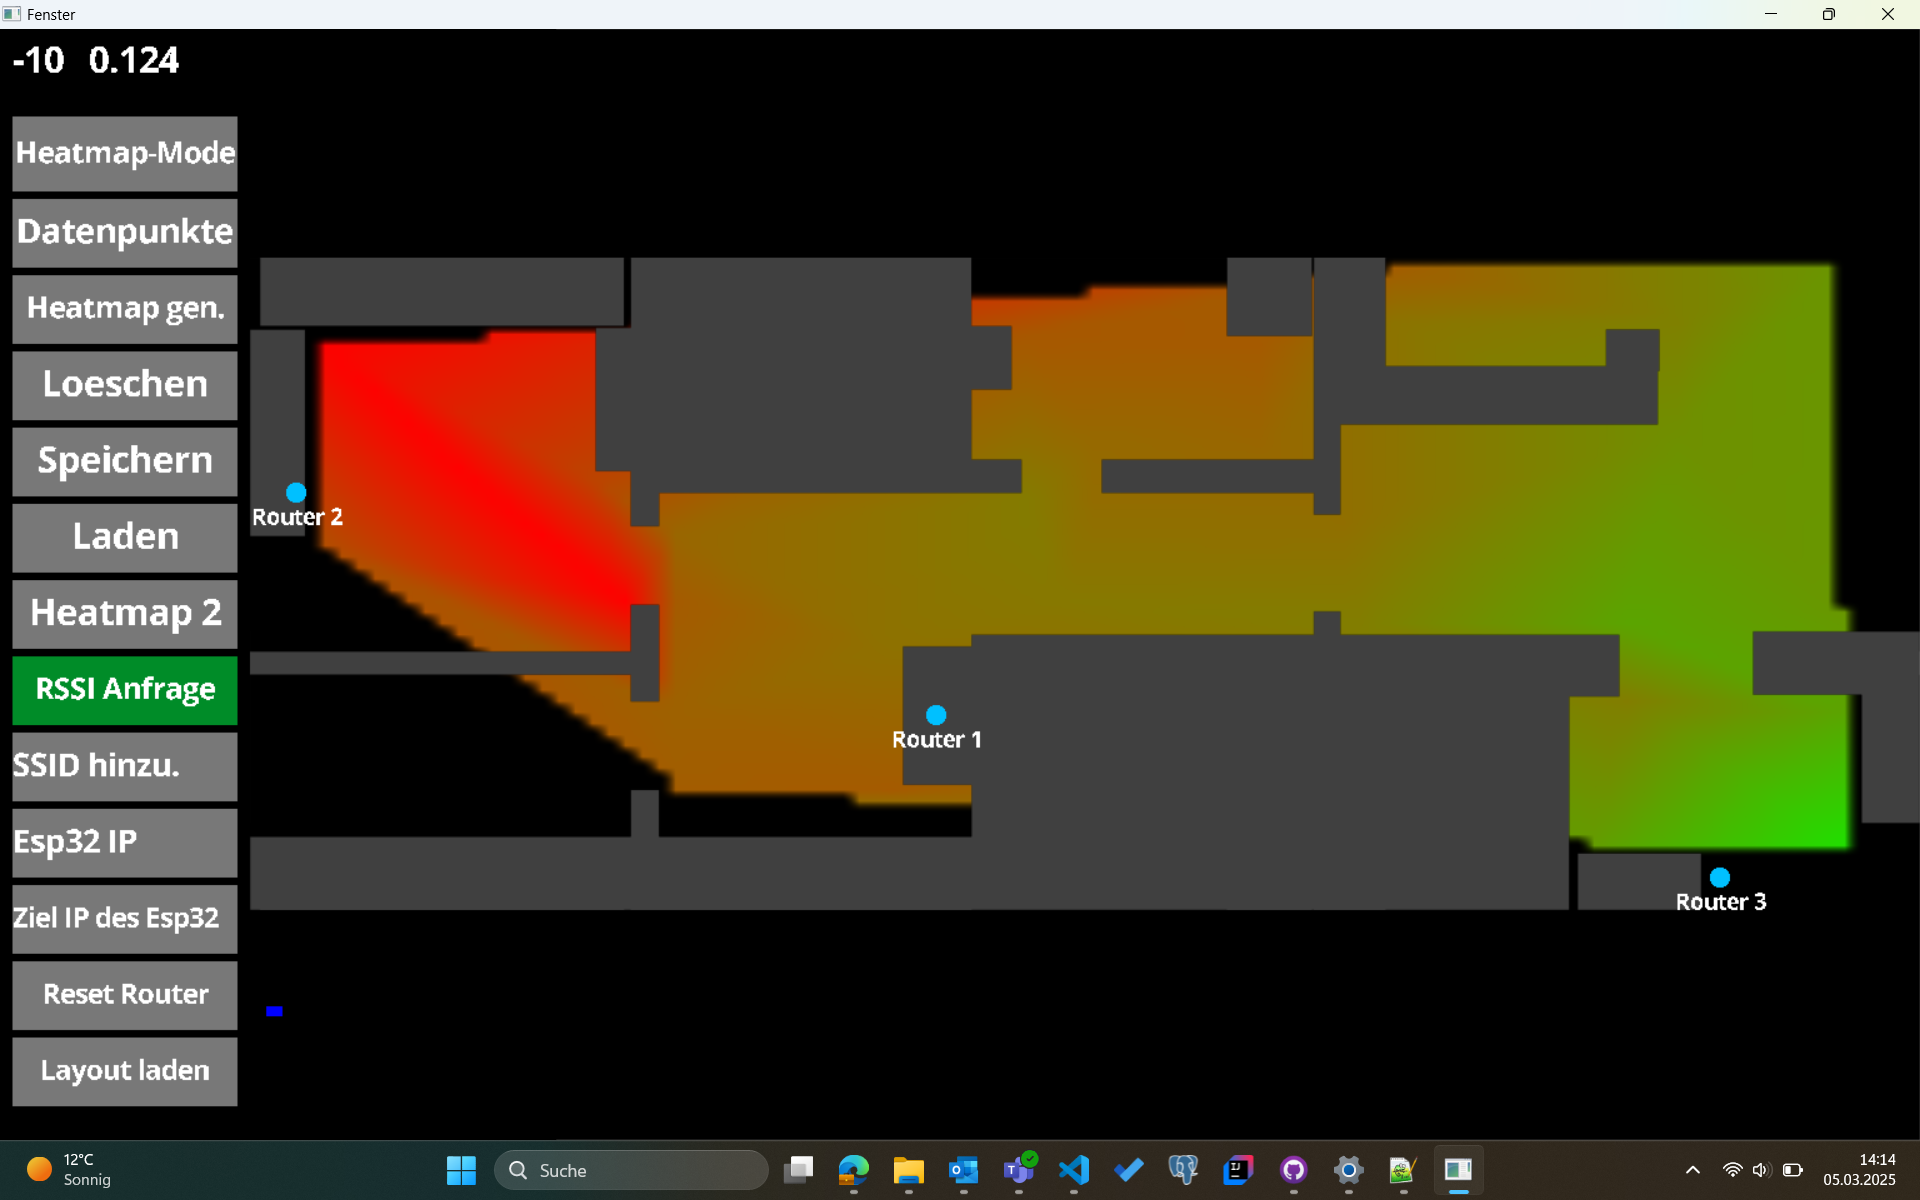 Fenster
-10 0.124
Heatmap-Mode
Datenpunkte
Heatmap gen.
Loeschen
Speichern
Laden
Heatmap 2
RSSI Anfrage
SSID hinzu.
Esp32 IP
Ziel IP des Esp32
Reset Router
Layout laden
Router 2
Router 1
Router 3
12°C
Sonnig
Suche
14:14
05.03.2025